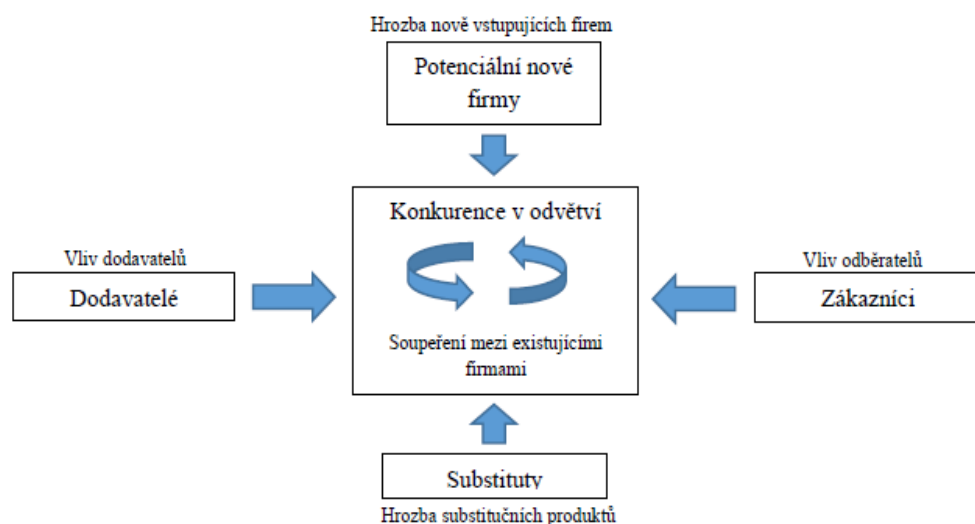 Hrozba nově vstupujících firem
Potenciální nové
firmy
Konkurence v odvětví
Vliv dodavatelů
Dodavatelé
Vliv odběratelů
Zákazníci
Soupeření mezi existujícími
firmami
Substituty
Hrozba substitučních produktů